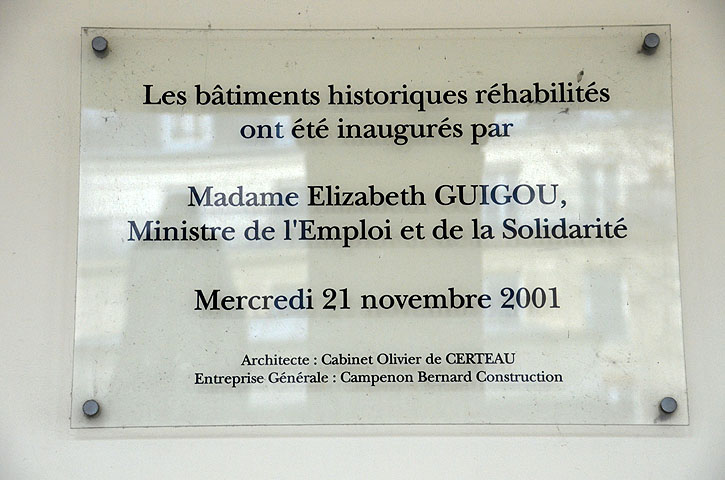 Les bâtiments historiques réhabilités
ont été inaugurés par
Madame Elizabeth GUIGOU,
Ministre de l'Emploi et de la Solidarité
Mercredi 21 novembre 2001
Architecte : Cabinet Olivier de CERTEAU
Entreprise Générale : Campenon Bernard Construction